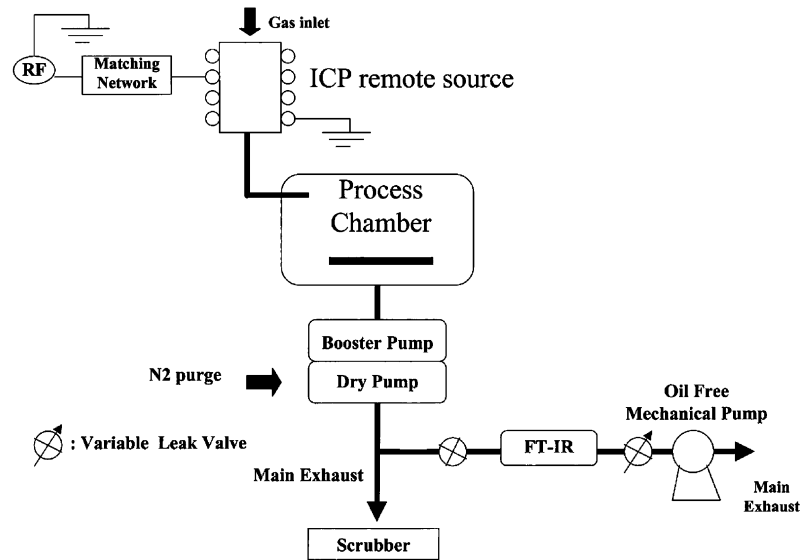 Gas inlet
RF
Matching
Network
ICP remote source
Process
Chamber
Booster Pump
N2 purge
Dry Pump
Oil Free
Mechanical Pump
: Variable Leak Valve
FT-IR
Main Exhaust
Main
Exhaust
Scrubber